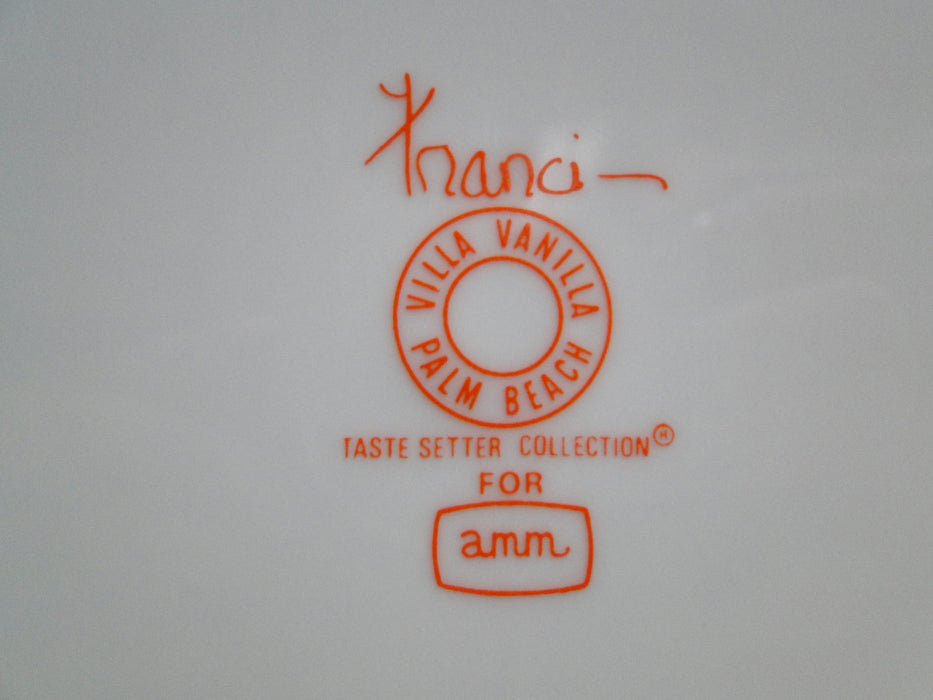 Franci
VILLA VANILLA
PALM BEACH
TASTE SETTER COLLECTION®
FOR
amm